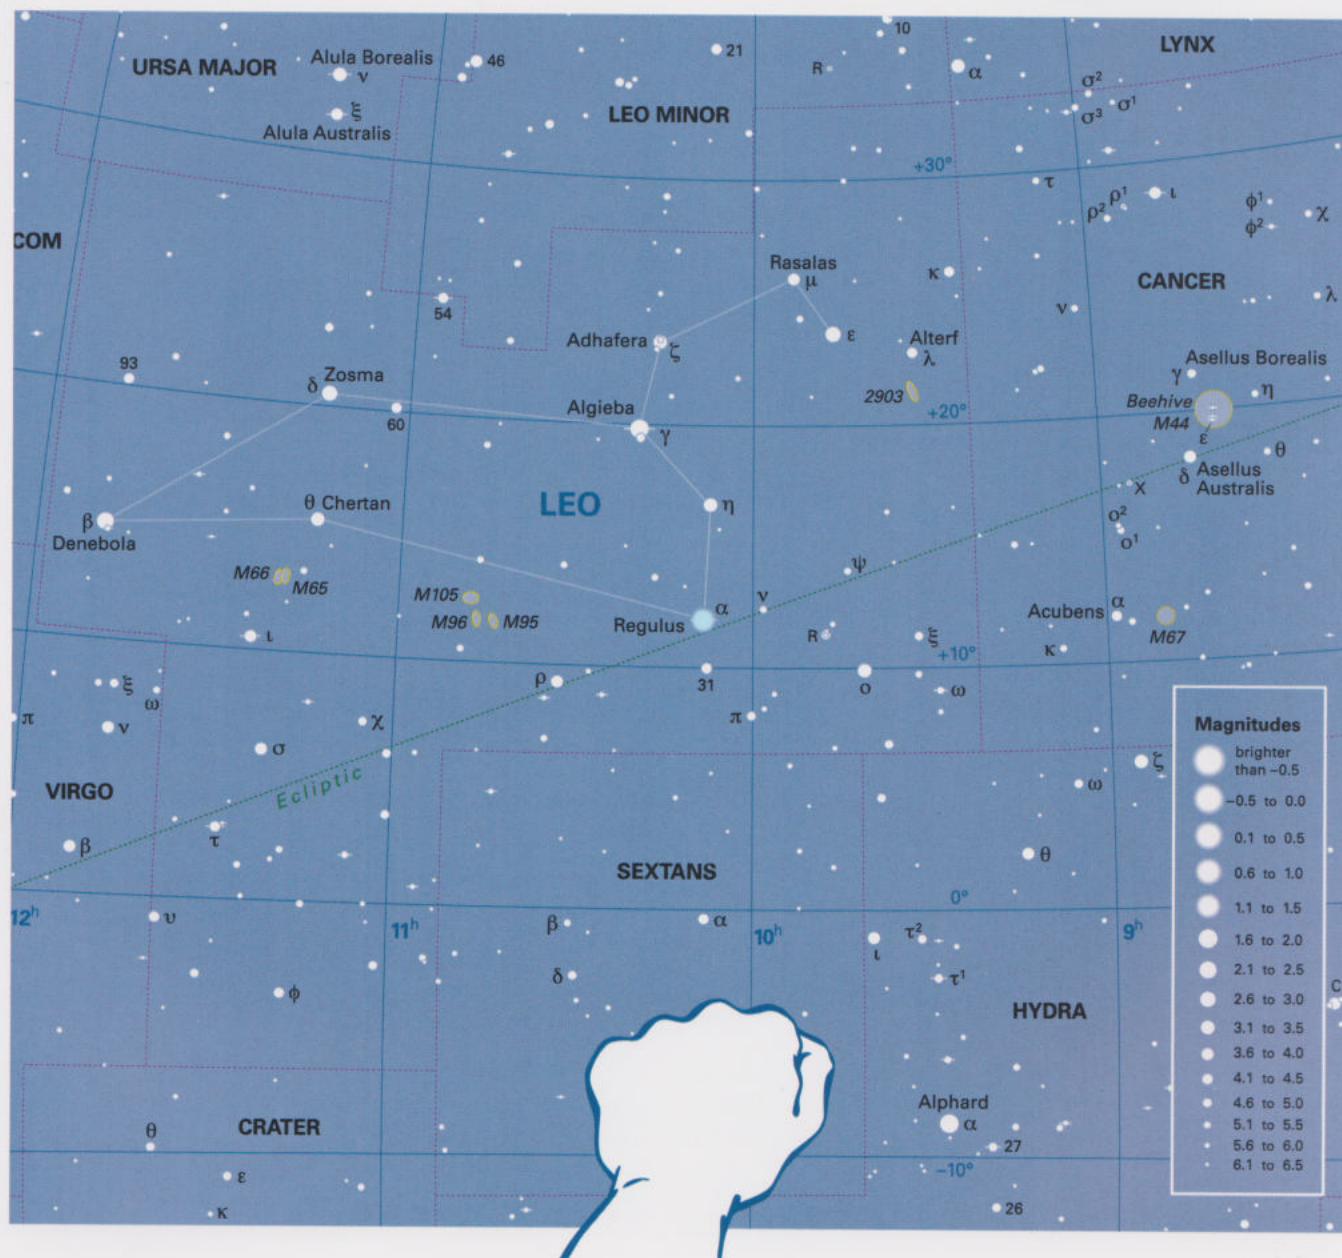 10
LYNX
Alula Borealis
46
21
URSA MAJOR
ν
R
α
σ²
ξ
LEO MINOR
σ³
σ¹
Alula Australis
+30°
τ
ρ²
ρ¹
ι
φ¹
χ
φ²
COM
Rasalas
μ
κ
CANCER
λ
54
ν
Adhafera
ζ
ε
Alterf
λ
Asellus Borealis
93
γ
δ Zosma
2903
η
Beehive
Algieba
60
+20°
M44
γ
ε
θ
δ Asellus
Australis
X
θ Chertan
LEO
η
β
Denebola
ο²
ο¹
M66
M65
ψ
M105
ν
M96
M95
Regulus
α
Acubens
α
ι
R
ξ
M67
κ
+10°
ξ
ρ
31
ο
ω
ω
π
ν
χ
π
σ
Magnitudes
brighter
than −0.5
−0.5 to 0.0
0.1 to 0.5
0.6 to 1.0
1.1 to 1.5
1.6 to 2.0
2.1 to 2.5
2.6 to 3.0
3.1 to 3.5
3.6 to 4.0
4.1 to 4.5
4.6 to 5.0
5.1 to 5.5
5.6 to 6.0
6.1 to 6.5
ζ
Ecliptic
VIRGO
ω
β
τ
θ
SEXTANS
0°
12ʰ
υ
11ʰ
β
α
10ʰ
τ²
9ʰ
ι
δ
τ¹
φ
C
HYDRA
Alphard
α
θ
CRATER
27
−10°
ε
κ
26